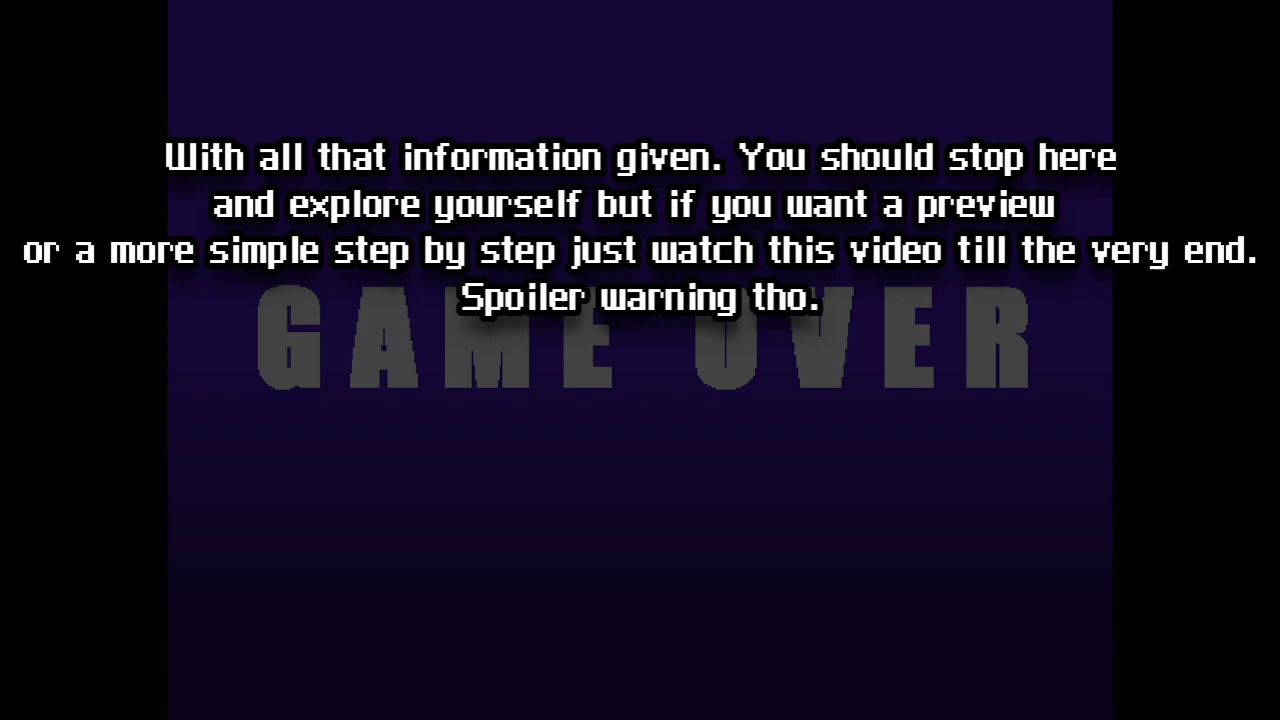 With all that information given. You should stop here
and explore yourself but if you want a preview
or a more simple step by step just watch this video till the very end.
Spoiler warning tho.
GAME OVER